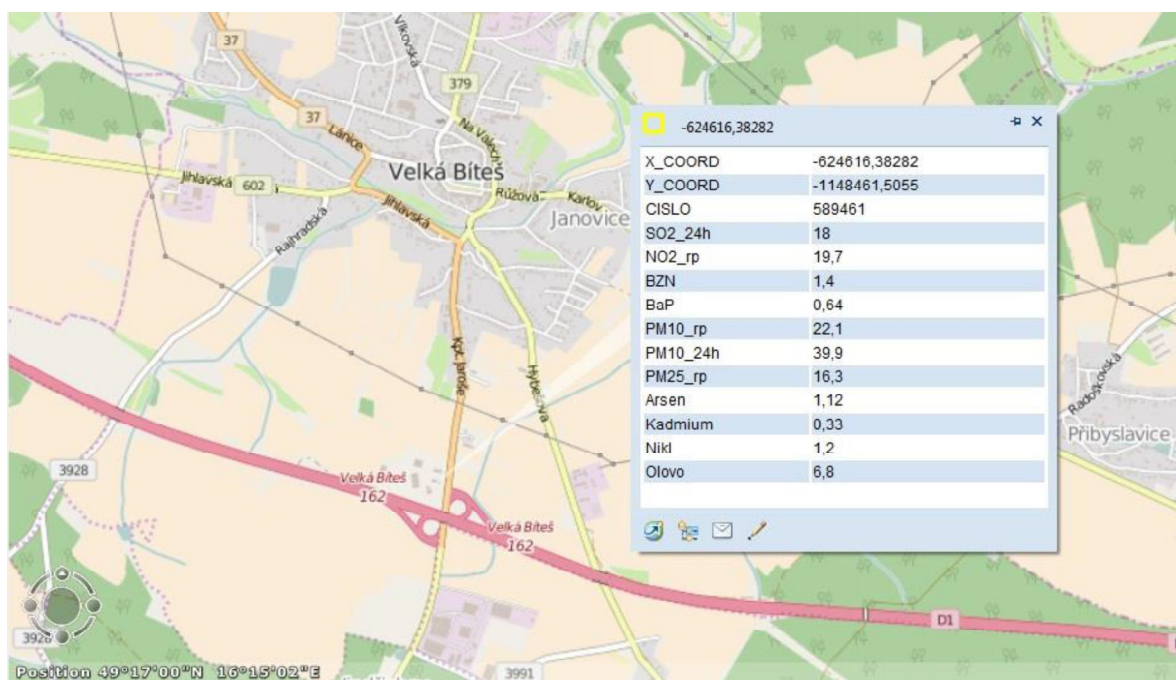 37
Vlkovská
379
37
Lánice
Na Valech
Velká Bíteš
Jihlavská
602
Růžová
Karlov
Janovice
Jihlavská
Rajhradská
Kpt. Jaroše
Hybešova
3928
Velká Bíteš
162
Velká Bíteš
162
D1
Radoškovská
Přibyslavice
3928
3991
Position 49°17'00"N 16°15'02"E
-624616,38282
X_COORD -624616,38282
Y_COORD -1148461,5055
CISLO 589461
SO2_24h 18
NO2_rp 19,7
BZN 1,4
BaP 0,64
PM10_rp 22,1
PM10_24h 39,9
PM25_rp 16,3
Arsen 1,12
Kadmium 0,33
Nikl 1,2
Olovo 6,8